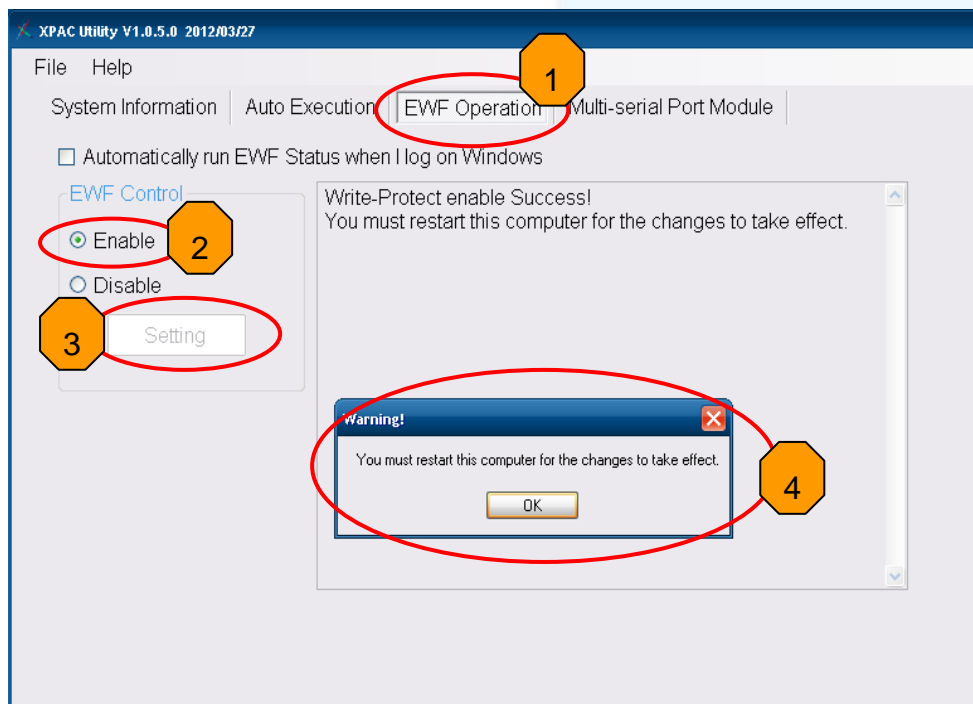 XPAC Utility V1.0.5.0 2012/03/27
File Help
1
System Information Auto Execution EWF Operation Multi-serial Port Module
Automatically run EWF Status when I log on Windows
EWF Control
Enable
2
Disable
3
Setting
Write-Protect enable Success!
You must restart this computer for the changes to take effect.
Warning!
You must restart this computer for the changes to take effect.
OK
4